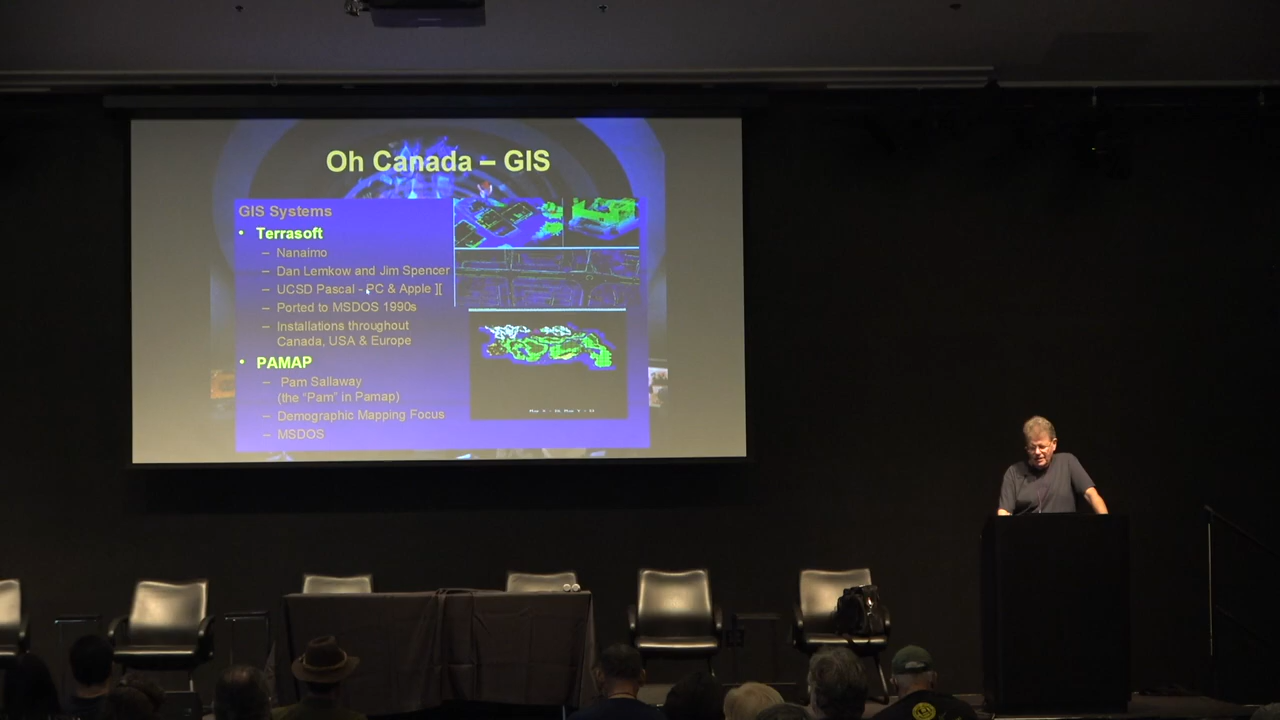 Oh Canada – GIS
GIS Systems
• Terrasoft
– Nanaimo
– Dan Lemkow and Jim Spencer
– UCSD Pascal - PC & Apple ][
– Ported to MSDOS 1990s
– Installations throughout
Canada, USA & Europe
• PAMAP
– Pam Sallaway
(the "Pam" in Pamap)
– Demographic Mapping Focus
– MSDOS